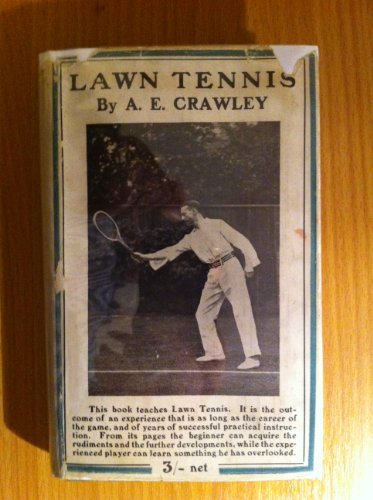 LAWN TENNIS
By A. E. CRAWLEY
This book teaches Lawn Tennis. It is the out-
come of an experience that is as long as the career of
the game, and of years of successful practical instruc-
tion. From its pages the beginner can acquire the
rudiments and the further developments, while the expe-
rienced player can learn something he has overlooked.
3/- net